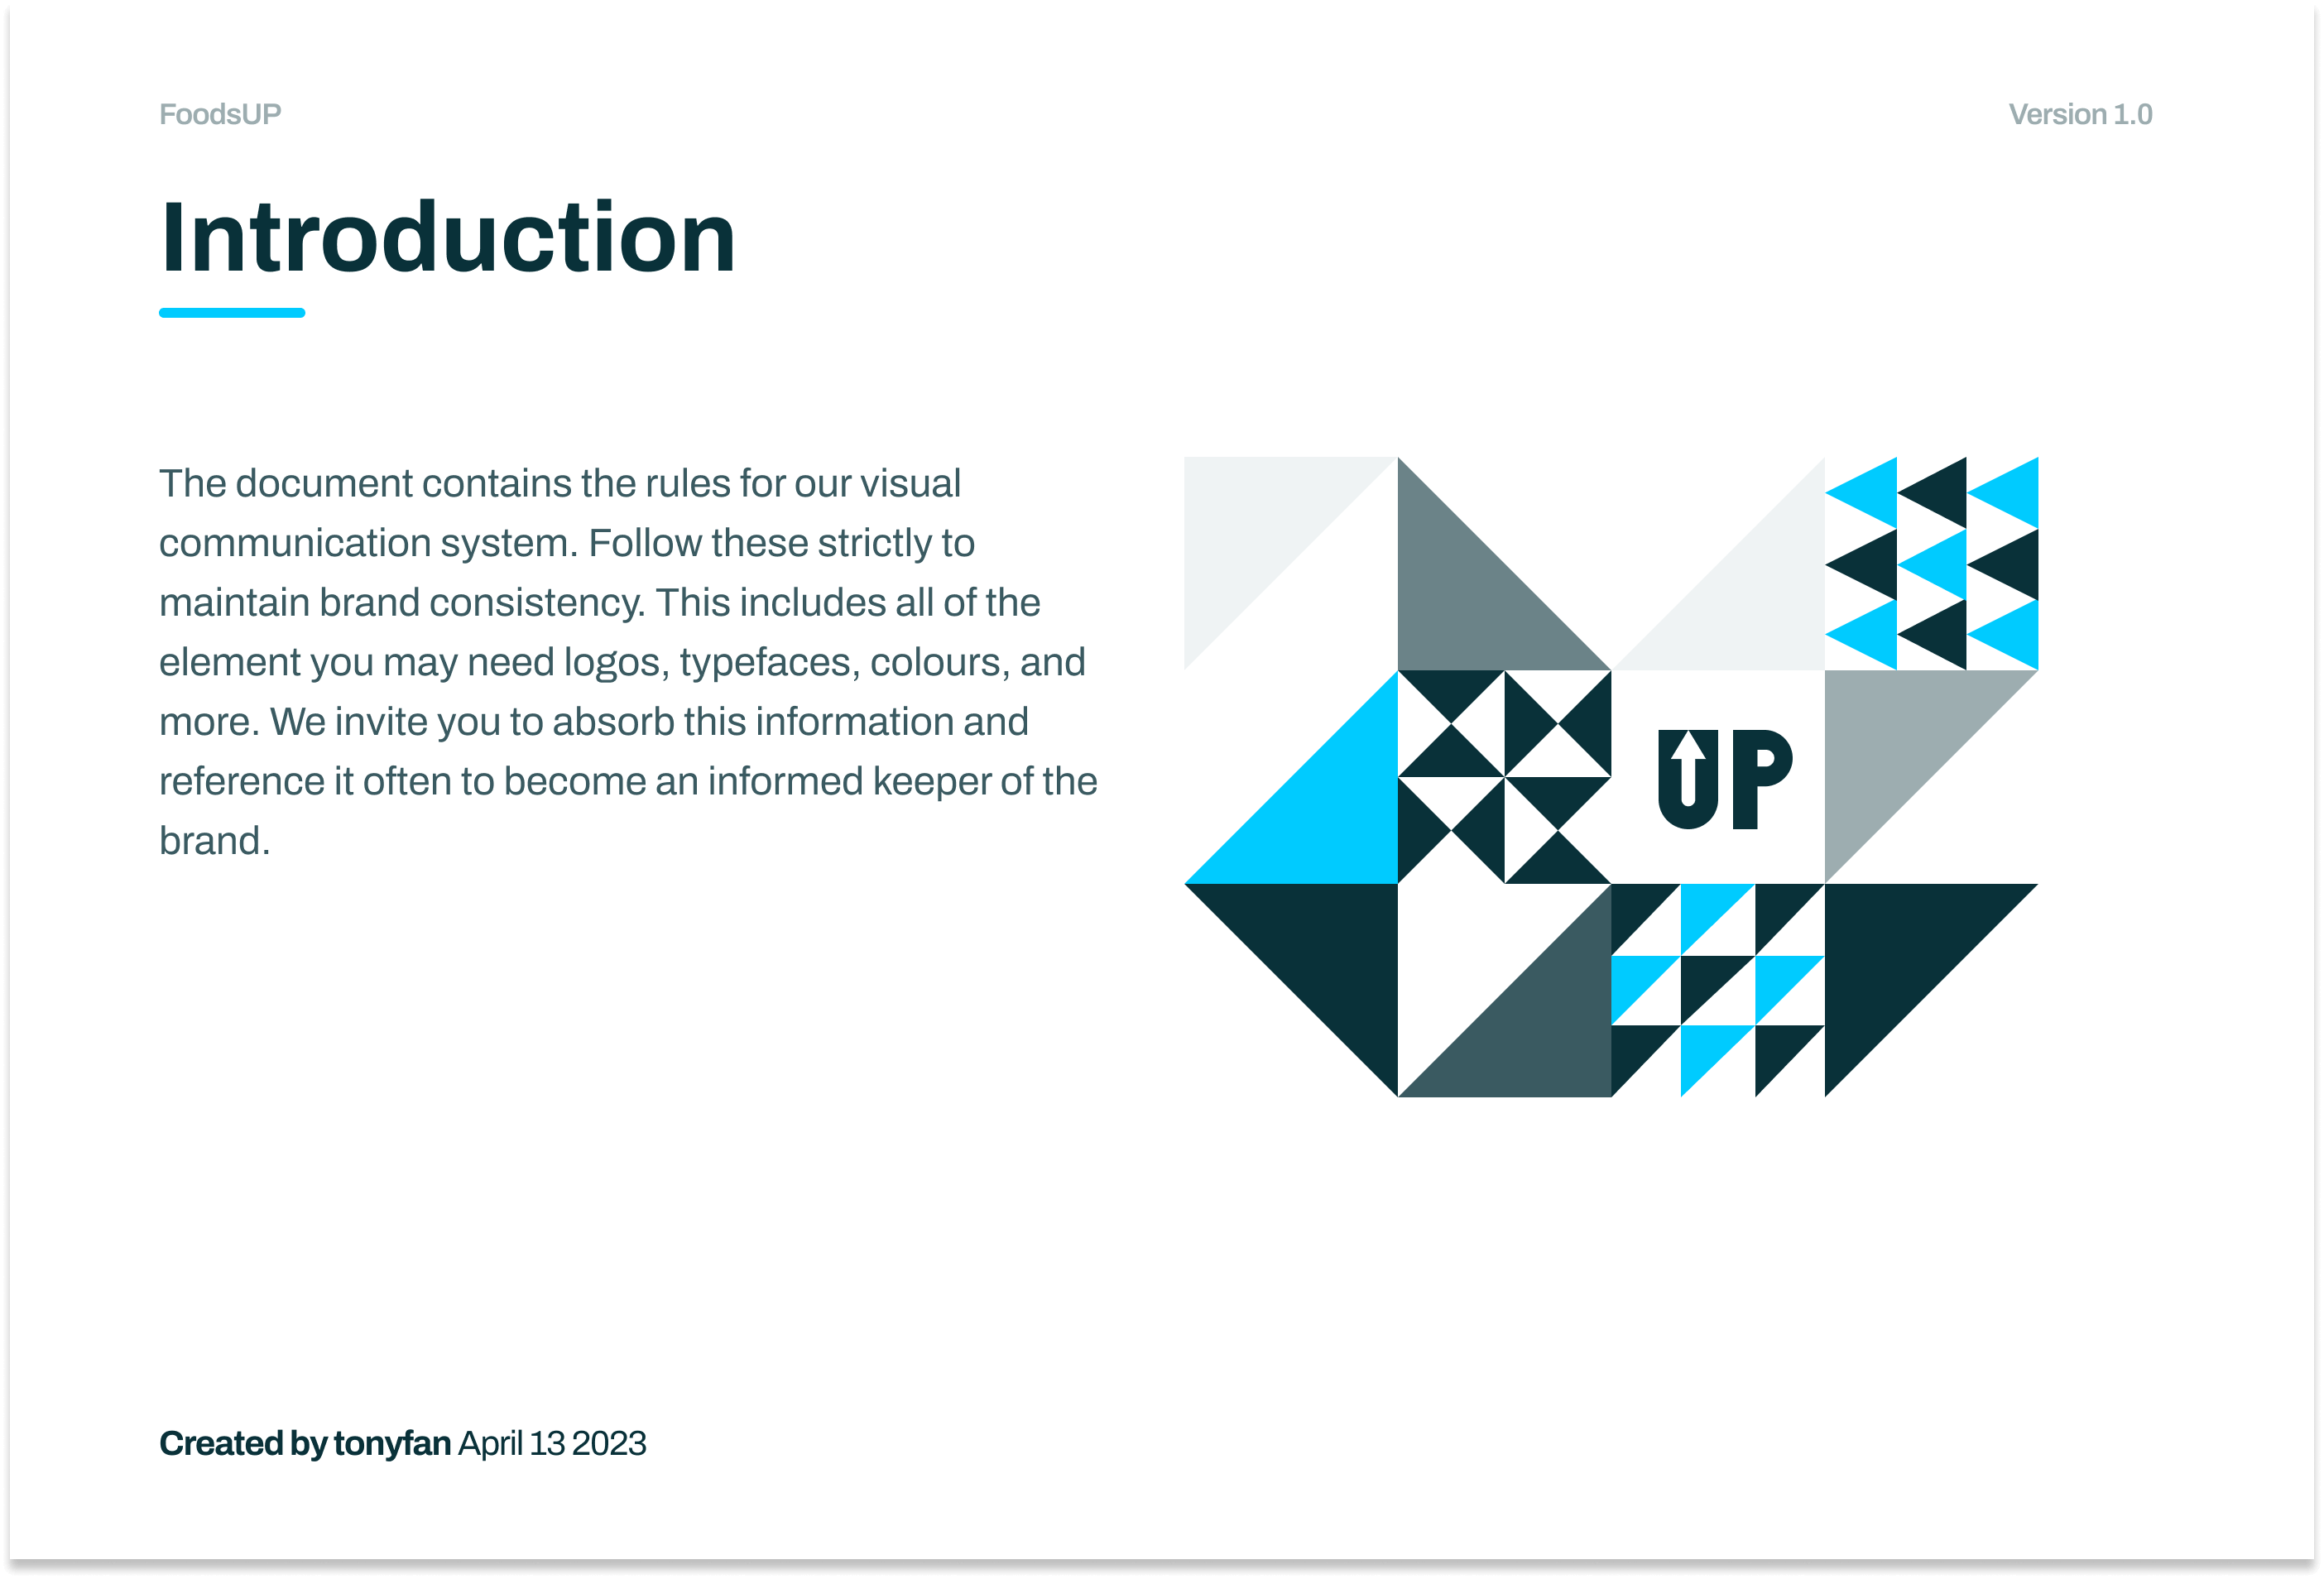 FoodsUP
Version 1.0
Introduction
The document contains the rules for our visual
communication system. Follow these strictly to
maintain brand consistency. This includes all of the
element you may need logos, typefaces, colours, and
more. We invite you to absorb this information and
reference it often to become an informed keeper of the
brand.
UP
Created by tonyfan April 13 2023